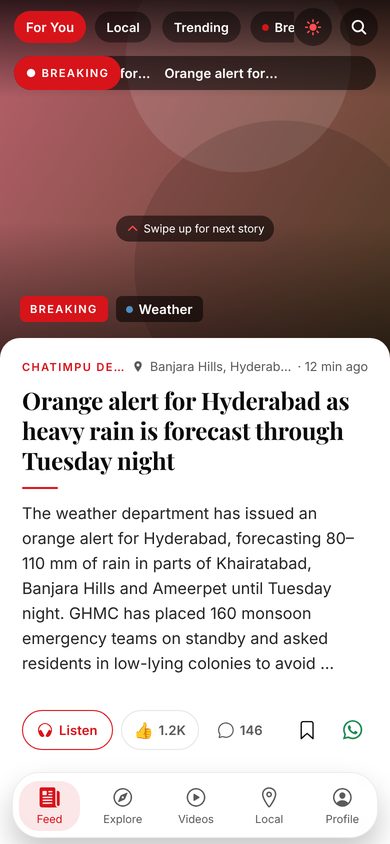 For You Local Trending Bre
BREAKING for… Orange alert for…
Swipe up for next story
BREAKING Weather
CHATIMPU DE… Banjara Hills, Hyderab… · 12 min ago
Orange alert for Hyderabad as
heavy rain is forecast through
Tuesday night
The weather department has issued an
orange alert for Hyderabad, forecasting 80–
110 mm of rain in parts of Khairatabad,
Banjara Hills and Ameerpet until Tuesday
night. GHMC has placed 160 monsoon
emergency teams on standby and asked
residents in low-lying colonies to avoid …
Listen 👍 1.2K 146
Feed Explore Videos Local Profile